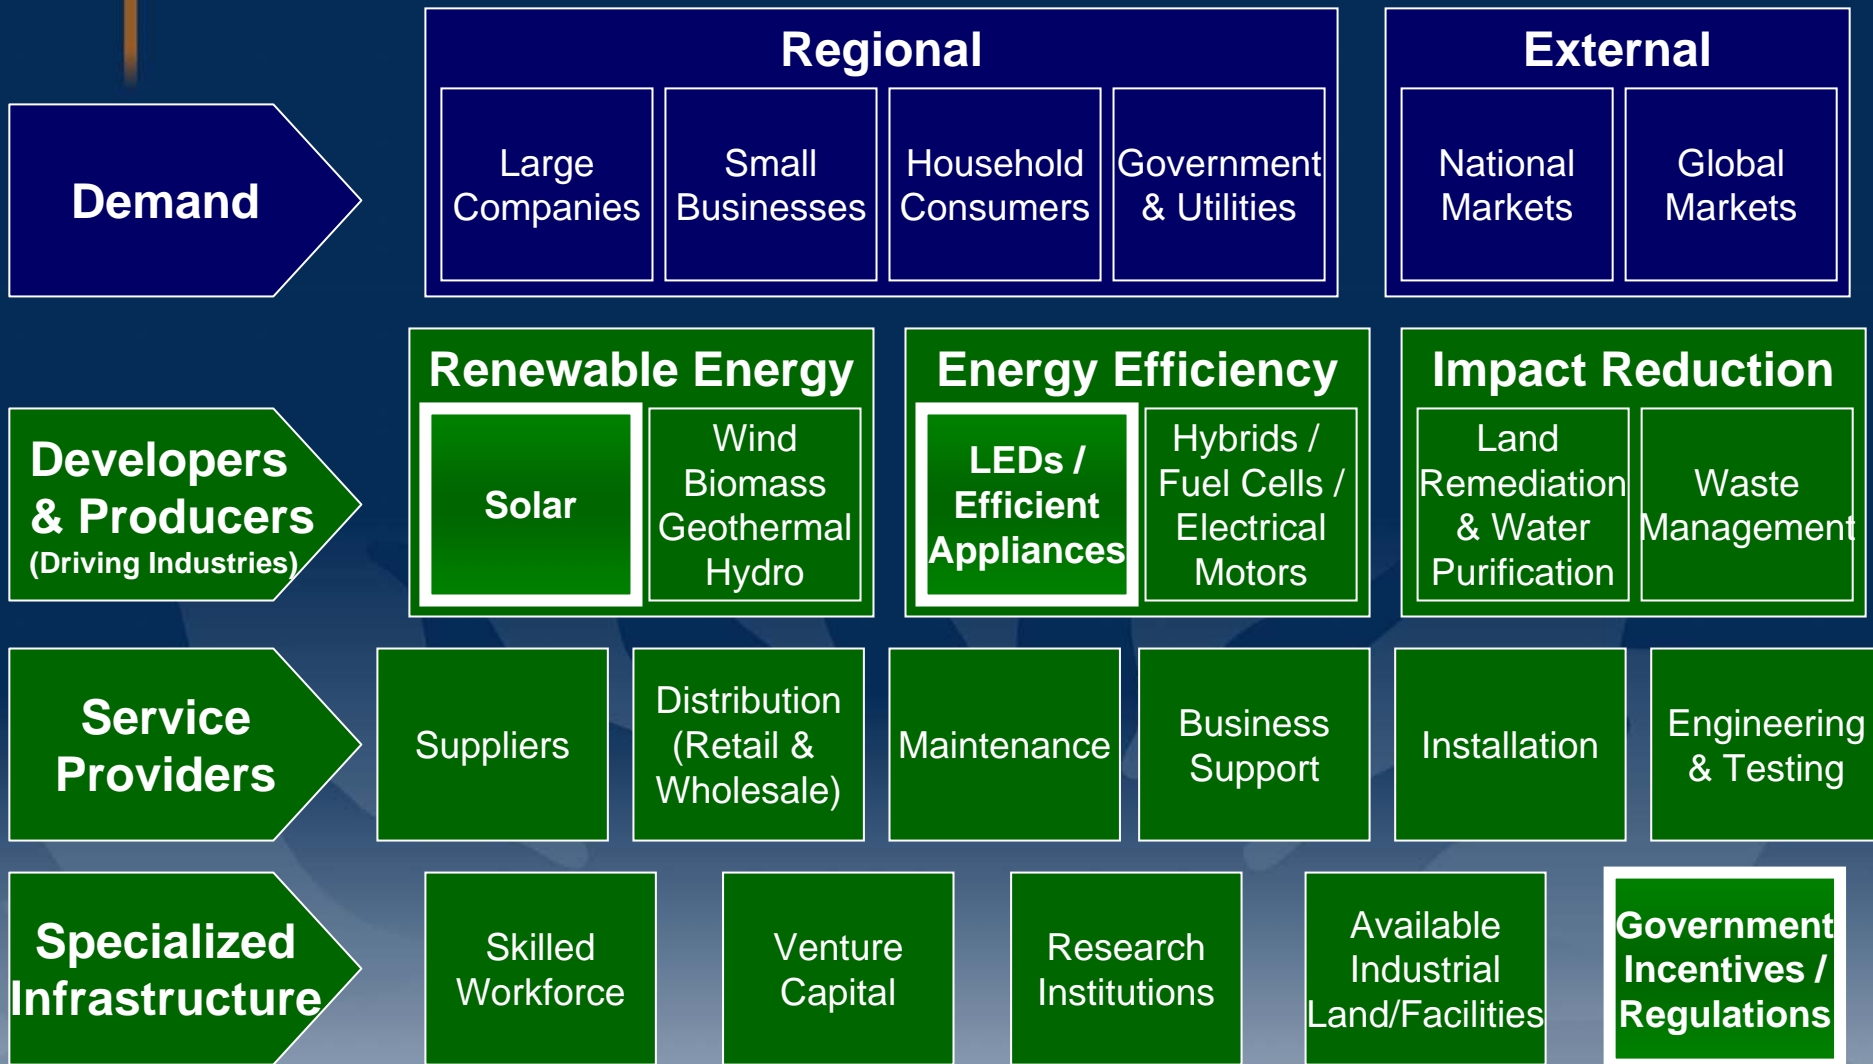 Regional
External
Demand
Large
Companies
Small
Businesses
Household
Consumers
Government
& Utilities
National
Markets
Global
Markets
Developers
& Producers
(Driving Industries)
Renewable Energy
Solar
Wind
Biomass
Geothermal
Hydro
Energy Efficiency
LEDs /
Efficient
Appliances
Hybrids /
Fuel Cells /
Electrical
Motors
Impact Reduction
Land
Remediation
& Water
Purification
Waste
Management
Service
Providers
Suppliers
Distribution
(Retail &
Wholesale)
Maintenance
Business
Support
Installation
Engineering
& Testing
Specialized
Infrastructure
Skilled
Workforce
Venture
Capital
Research
Institutions
Available
Industrial
Land/Facilities
Government
Incentives /
Regulations